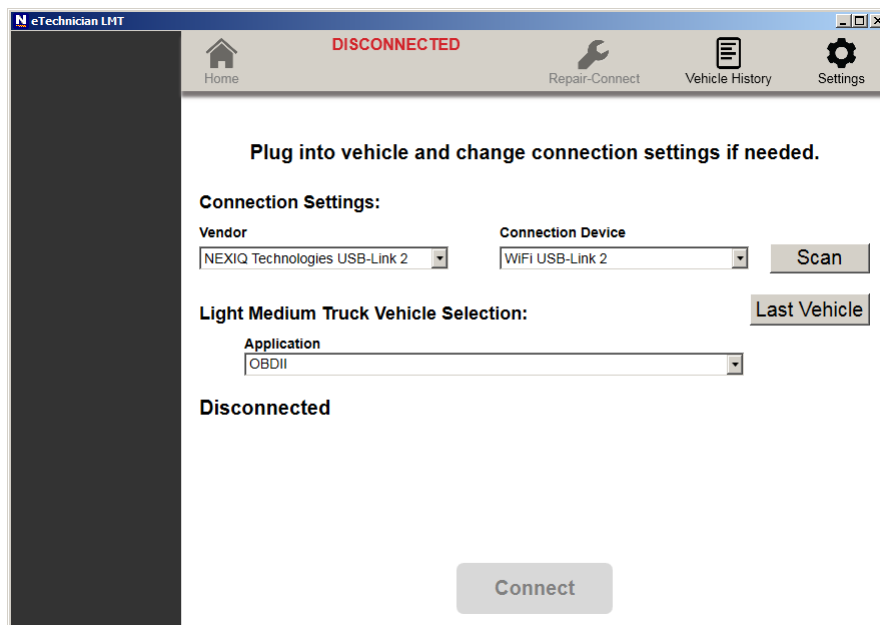 N eTechnician LMT
DISCONNECTED
Home
Repair-Connect
Vehicle History
Settings
Plug into vehicle and change connection settings if needed.
Connection Settings:
Vendor
Connection Device
NEXIQ Technologies USB-Link 2
WiFi USB-Link 2
Scan
Light Medium Truck Vehicle Selection:
Last Vehicle
Application
OBDII
Disconnected
Connect